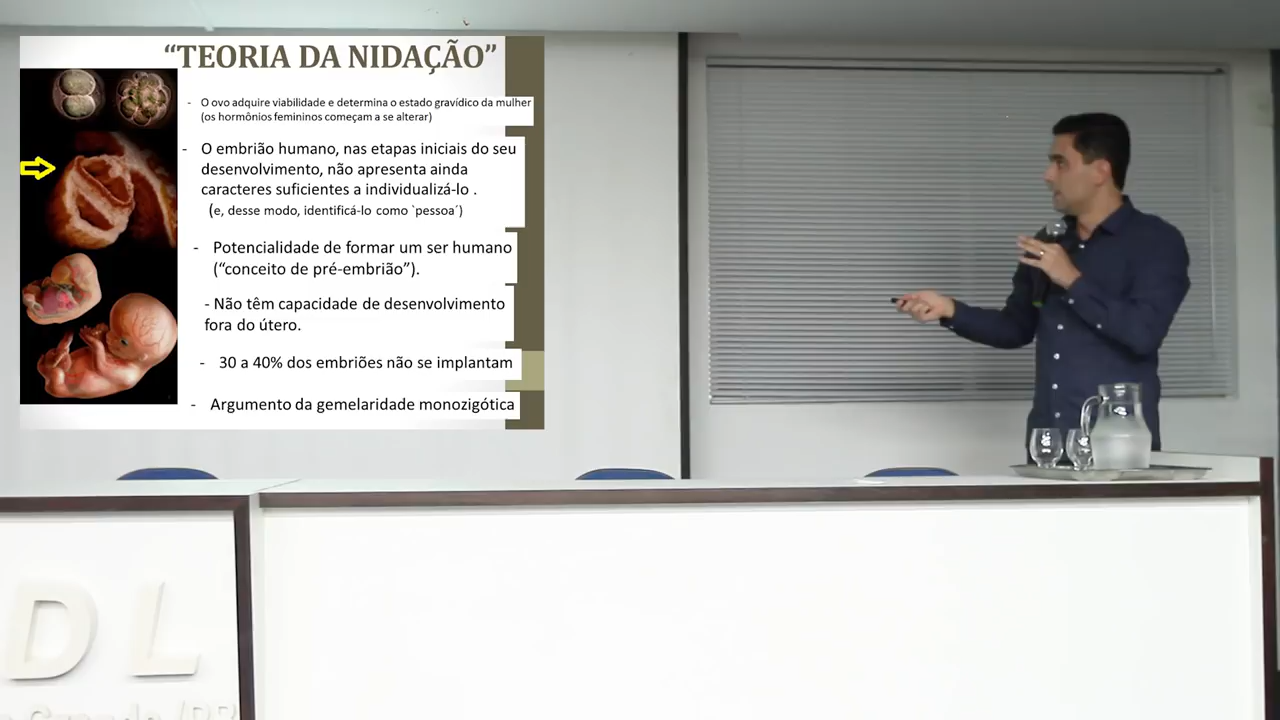 “TEORIA DA NIDAÇÃO”
- O ovo adquire viabilidade e determina o estado gravídico da mulher
(os hormônios femininos começam a se alterar)
- O embrião humano, nas etapas iniciais do seu
desenvolvimento, não apresenta ainda
caracteres suficientes a individualizá-lo .
(e, desse modo, identificá-lo como `pessoa´)
- Potencialidade de formar um ser humano
(“conceito de pré-embrião”).
- Não têm capacidade de desenvolvimento
fora do útero.
- 30 a 40% dos embriões não se implantam
- Argumento da gemelaridade monozigótica
DL